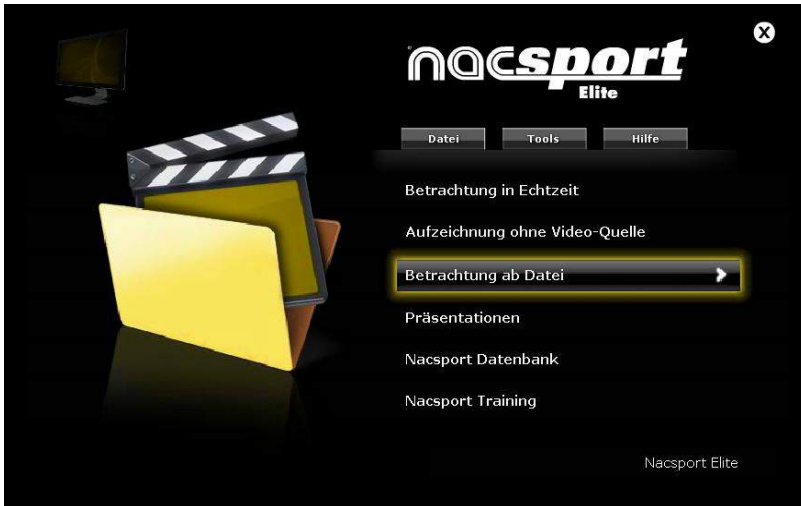 nacsport
Elite
Datei Tools Hilfe
Betrachtung in Echtzeit
Aufzeichnung ohne Video-Quelle
Betrachtung ab Datei
Präsentationen
Nacsport Datenbank
Nacsport Training
Nacsport Elite